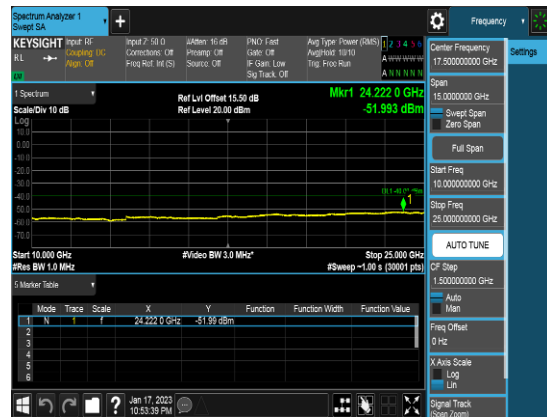 Spectrum Analyzer 1
Swept SA
Frequency
KEYSIGHT
RL
Input: RF
Coupling: DC
Align: Off
Input Z: 50 Ω
Corrections: Off
Freq Ref: Int (S)
#Atten: 16 dB
Preamp: Off
Source: Off
PNO: Fast
Gate: Off
IF Gain: Low
Sig Track: Off
Avg Type: Power (RMS)
Avg|Hold: 10/10
Trig: Free Run
1 2 3 4 5 6
A W W W W W
A N N N N N
LNI
1 Spectrum
Scale/Div 10 dB
Log
Ref Lvl Offset 15.50 dB
Ref Level 20.00 dBm
Mkr1 24.222 0 GHz
-51.993 dBm
10.0
0.00
-10.0
-20.0
-30.0
-40.0
-50.0
-60.0
-70.0
1
Start 10.000 GHz
#Res BW 1.0 MHz
#Video BW 3.0 MHz*
Stop 25.000 GHz
#Sweep ~1.00 s (30001 pts)
5 Marker Table
Mode Trace Scale X Y Function Function Width Function Value
1 N 1 f 24.222 0 GHz -51.99 dBm
2
3
4
5
6
Jan 17, 2023
10:53:39 PM
Center Frequency
17.500000000 GHz
Settings
Span
15.0000000 GHz
Swept Span
Zero Span
Full Span
Start Freq
10.000000000 GHz
Stop Freq
25.000000000 GHz
AUTO TUNE
CF Step
1.500000000 GHz
Auto
Man
Freq Offset
0 Hz
X Axis Scale
Log
Lin
Signal Track
(Span Zoom)